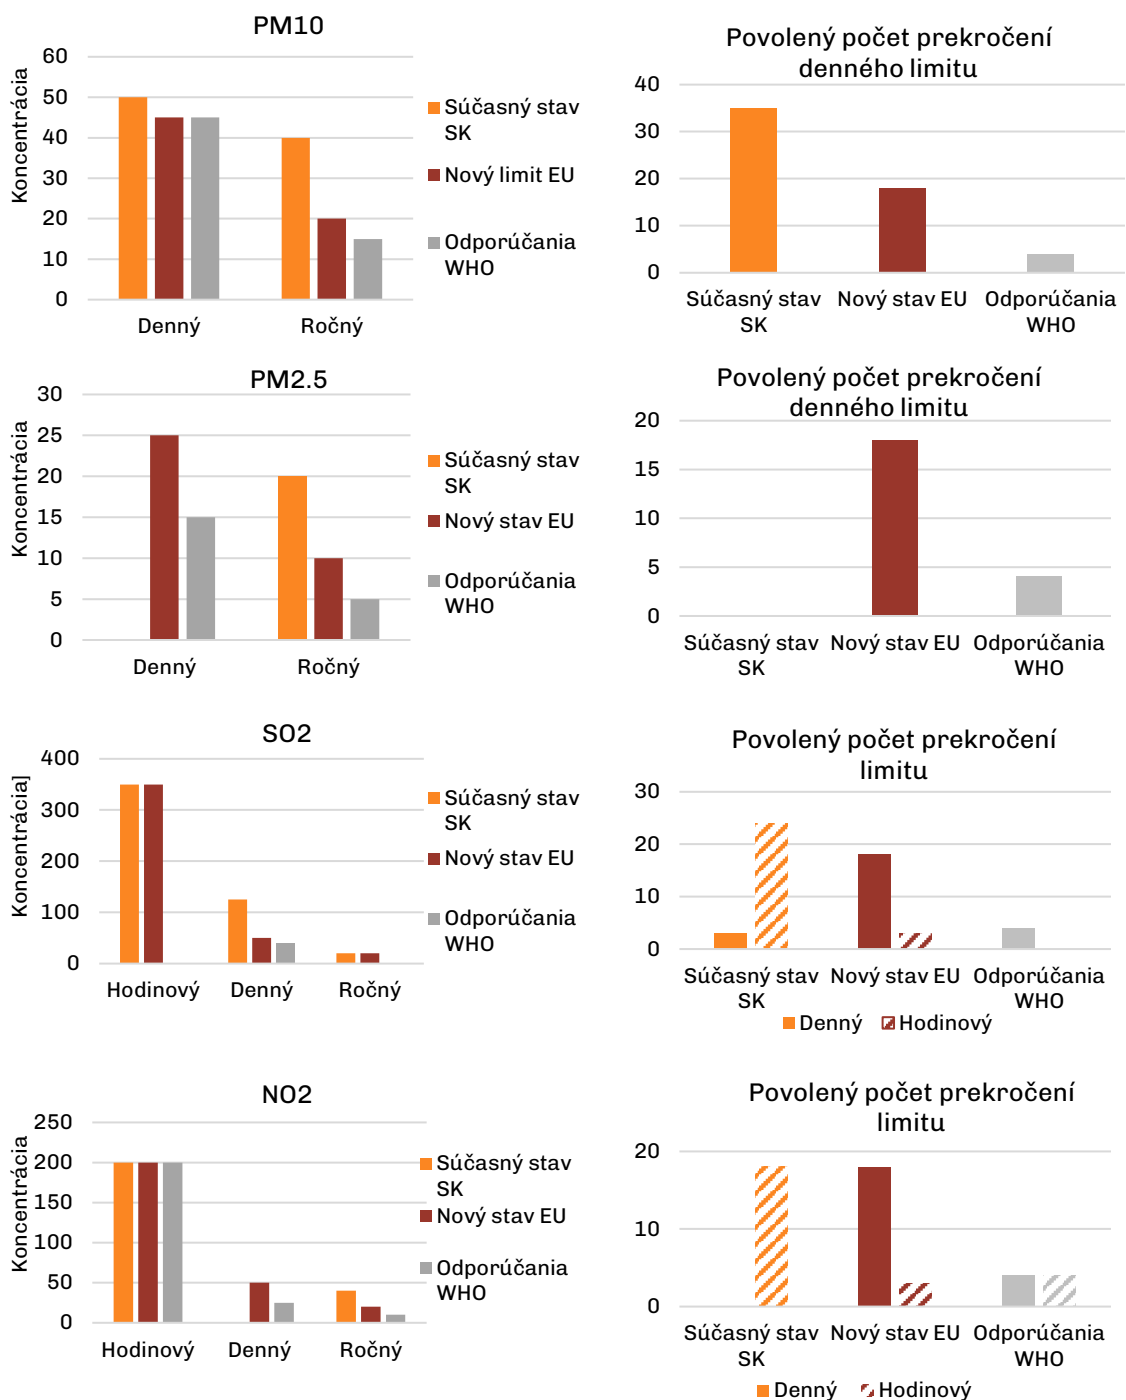 PM10
Koncentrácia
60
50
40
30
20
10
0
Denný
Ročný
Súčasný stav
SK
Nový limit EU
Odporúčania
WHO
Povolený počet prekročení
denného limitu
40
30
20
10
0
Súčasný stav
SK
Nový stav EU
Odporúčania
WHO
PM2.5
Koncentrácia
30
25
20
15
10
5
0
Denný
Ročný
Súčasný stav
SK
Nový stav EU
Odporúčania
WHO
Povolený počet prekročení
denného limitu
20
15
10
5
0
Súčasný stav
SK
Nový stav EU
Odporúčania
WHO
SO2
Koncentrácia]
400
300
200
100
0
Hodinový
Denný
Ročný
Súčasný stav
SK
Nový stav EU
Odporúčania
WHO
Povolený počet prekročení
limitu
30
20
10
0
Súčasný stav
SK
Nový stav EU
Odporúčania
WHO
Denný
Hodinový
NO2
Koncentrácia
250
200
150
100
50
0
Hodinový
Denný
Ročný
Súčasný stav
SK
Nový stav EU
Odporúčania
WHO
Povolený počet prekročení
limitu
20
10
0
Súčasný stav
SK
Nový stav EU
Odporúčania
WHO
Denný
Hodinový